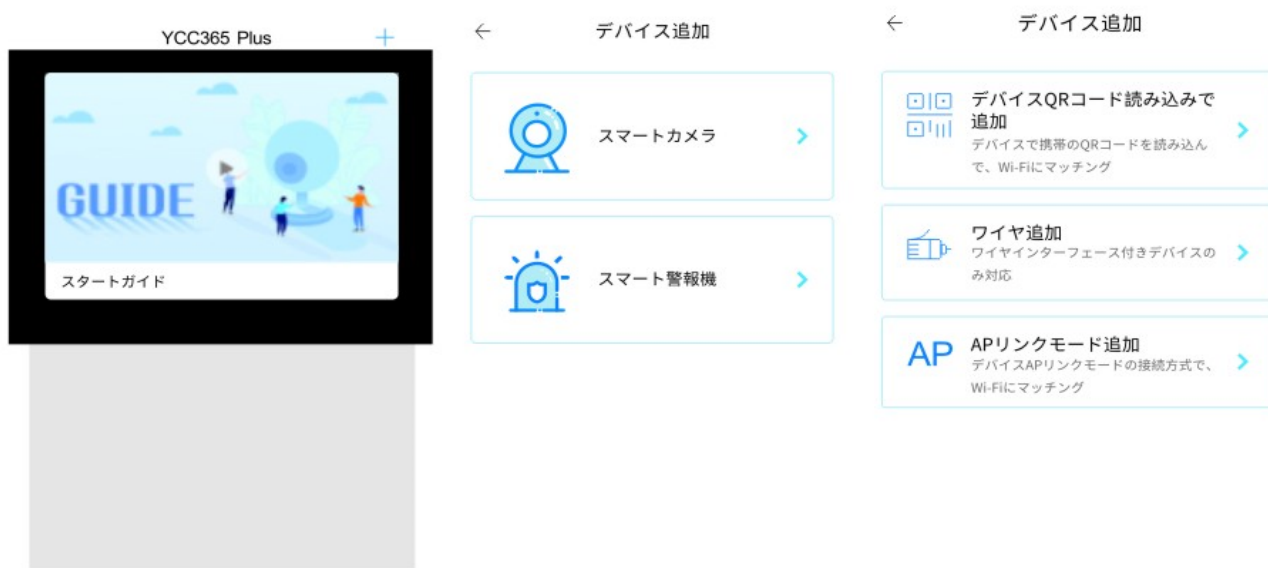 YCC365 Plus
GUIDE
スタートガイド
デバイス追加
スマートカメラ
スマート警報機
デバイス追加
デバイスQRコード読み込みで
追加
デバイスで携帯のQRコードを読み込ん
で、Wi-Fiにマッチング
ワイヤ追加
ワイヤインターフェース付きデバイスの
み対応
AP
APリンクモード追加
デバイスAPリンクモードの接続方式で、
Wi-Fiにマッチング